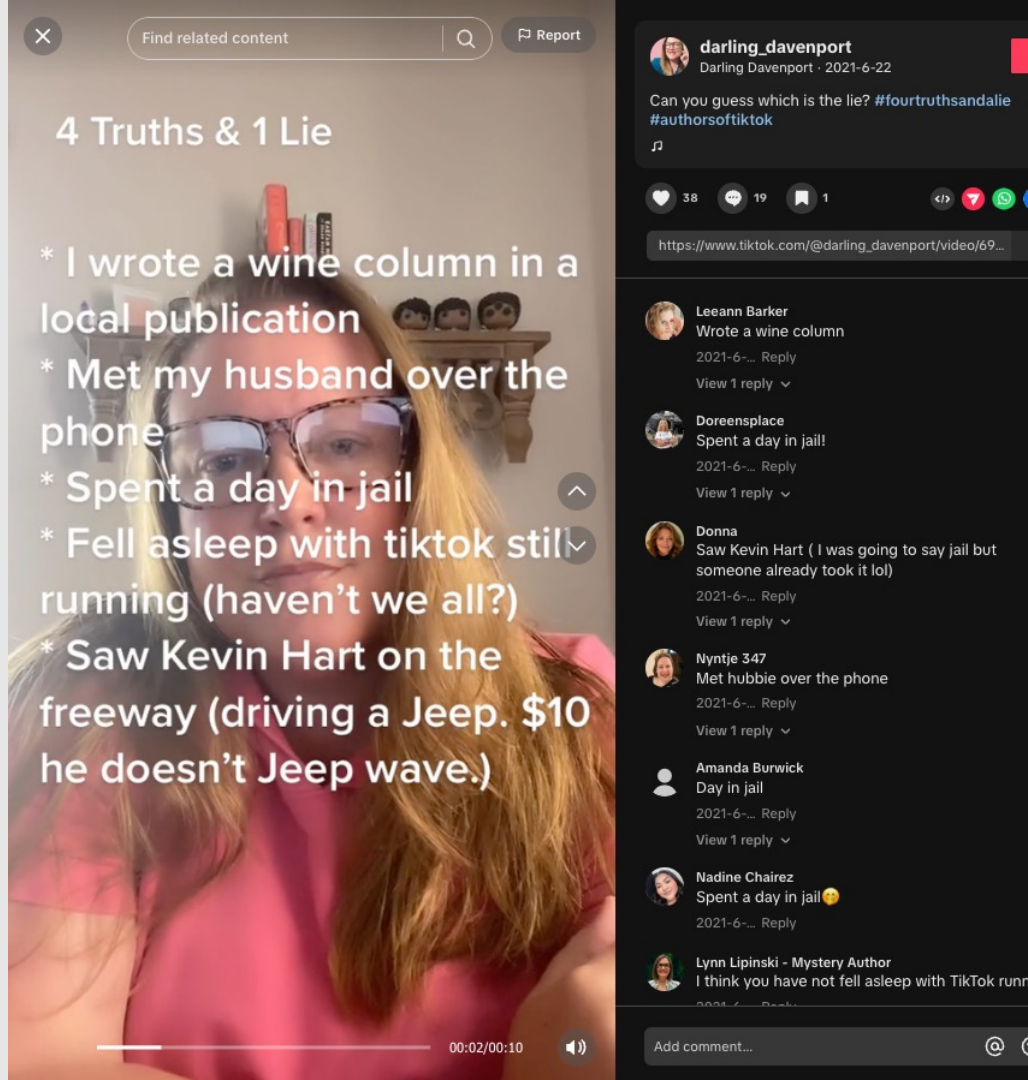 Find related content
Report
4 Truths & 1 Lie
* I wrote a wine column in a
local publication
* Met my husband over the
phone
* Spent a day in jail
* Fell asleep with tiktok still
running (haven't we all?)
* Saw Kevin Hart on the
freeway (driving a Jeep. $10
he doesn't Jeep wave.)
00:02/00:10
darling_davenport
Darling Davenport · 2021-6-22
Can you guess which is the lie? #fourtruthsandalie
#authorsoftiktok
38
19
1
https://www.tiktok.com/@darling_davenport/video/69...
Leeann Barker
Wrote a wine column
2021-6-... Reply
View 1 reply
Doreensplace
Spent a day in jail!
2021-6-... Reply
View 1 reply
Donna
Saw Kevin Hart ( I was going to say jail but
someone already took it lol)
2021-6-... Reply
View 1 reply
Nyntje 347
Met hubbie over the phone
2021-6-... Reply
View 1 reply
Amanda Burwick
Day in jail
2021-6-... Reply
View 1 reply
Nadine Chairez
Spent a day in jail🤭
2021-6-... Reply
Lynn Lipinski - Mystery Author
I think you have not fell asleep with TikTok runn
2021-6-... Reply
Add comment...